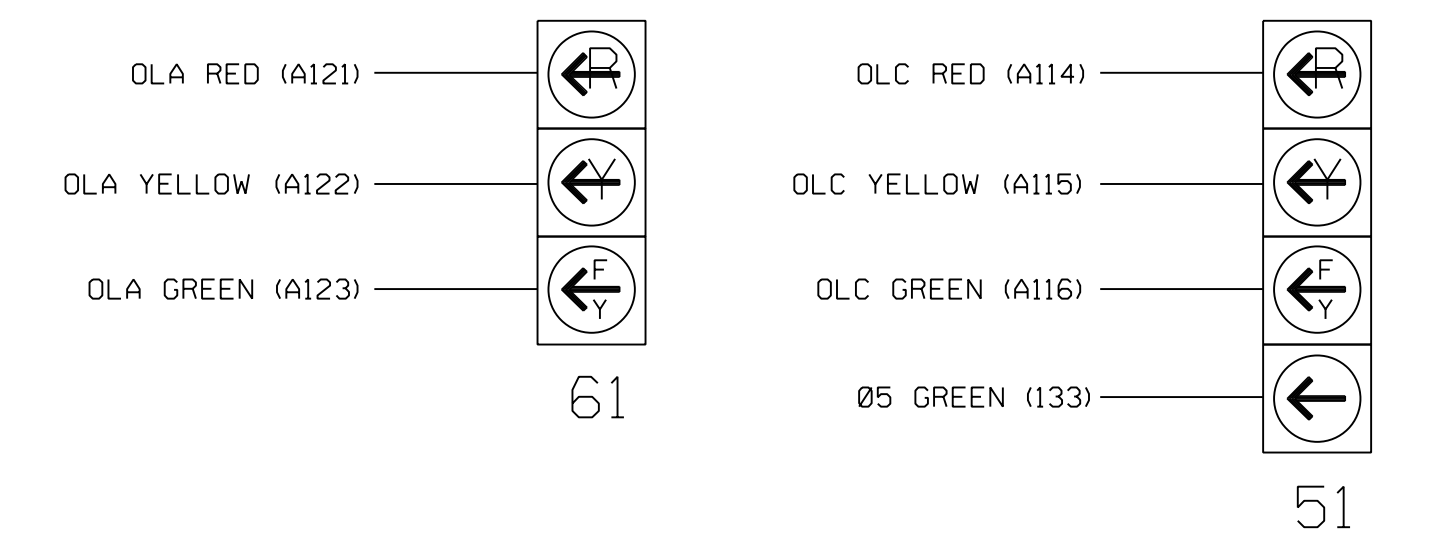 OLA RED (A121)
R
OLA YELLOW (A122)
Y
OLA GREEN (A123)
F
Y
61
OLC RED (A114)
R
OLC YELLOW (A115)
Y
OLC GREEN (A116)
F
Y
Ø5 GREEN (133)
51